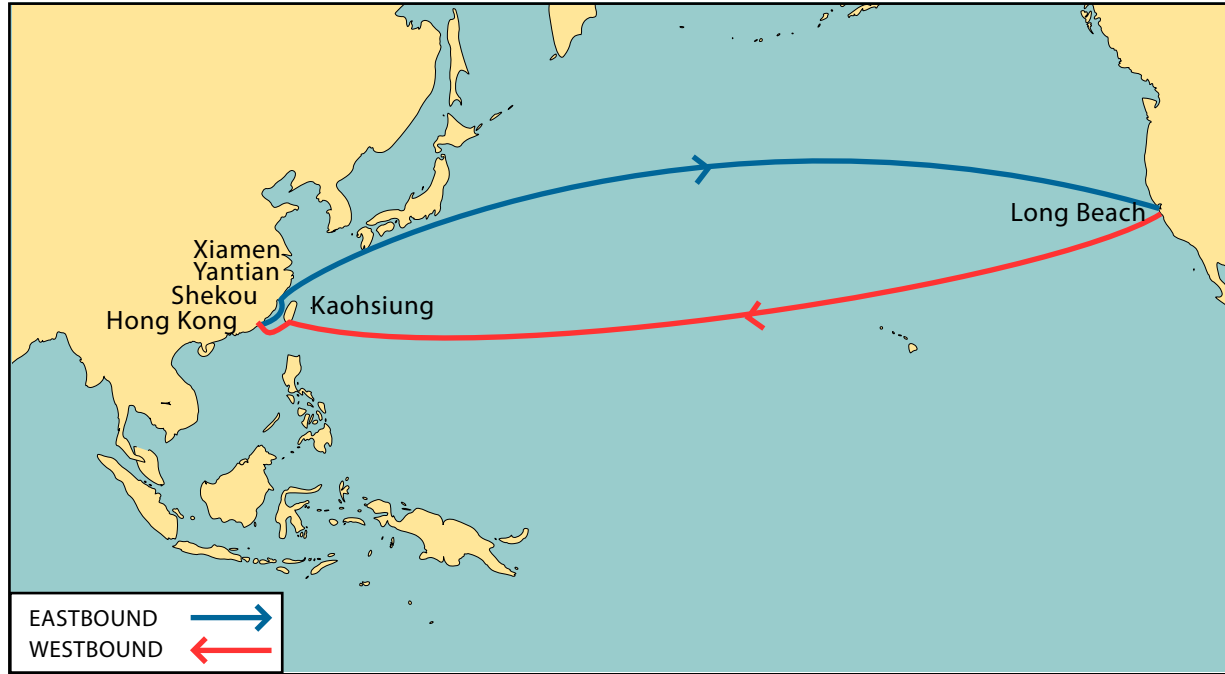 Long Beach
Xiamen
Yantian
Shekou
Kaohsiung
Hong Kong
EASTBOUND
WESTBOUND